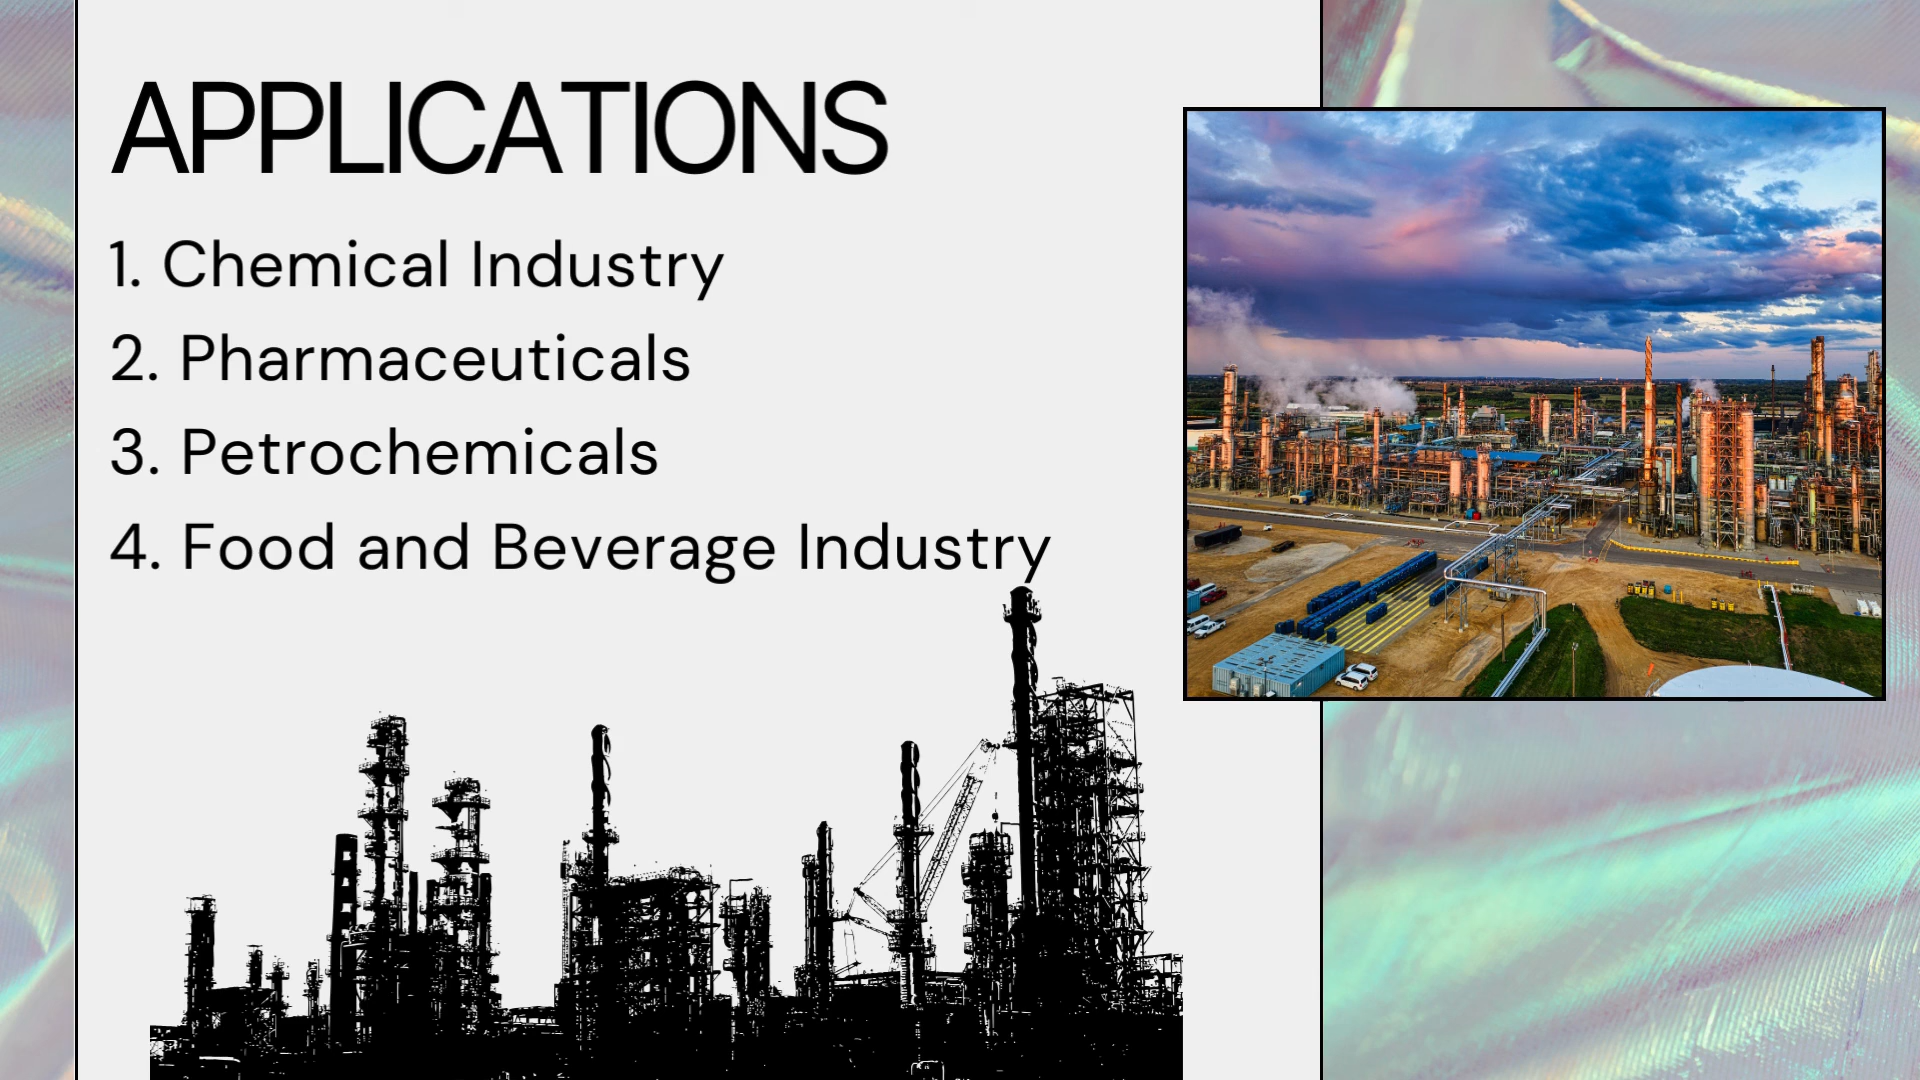 APPLICATIONS
1. Chemical Industry
2. Pharmaceuticals
3. Petrochemicals
4. Food and Beverage Industry